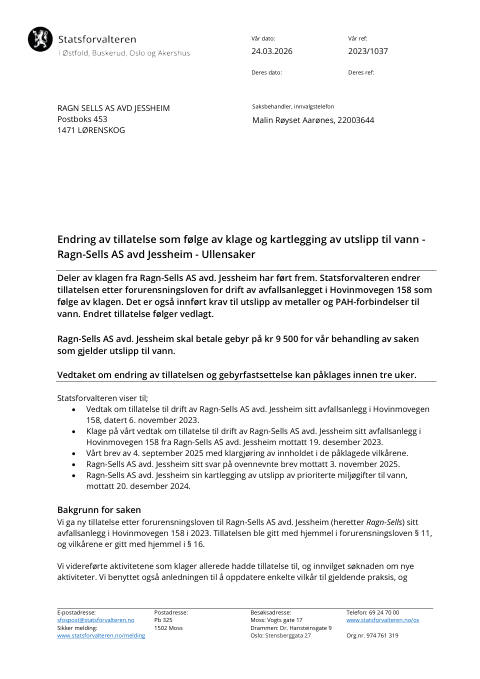 Statsforvalteren
i Østfold, Buskerud, Oslo og Akershus
Vår dato:
Vår ref:
24.03.2026
2023/1037
Deres dato:
Deres ref:
RAGN SELLS AS AVD JESSHEIM
Postboks 453
1471 LØRENSKOG
Saksbehandler, innvalgstelefon
Malin Røyset Aarønes, 22003644
Endring av tillatelse som følge av klage og kartlegging av utslipp til vann -
Ragn-Sells AS avd Jessheim - Ullensaker
Deler av klagen fra Ragn-Sells AS avd. Jessheim har ført frem. Statsforvalteren endrer
tillatelsen etter forurensningsloven for drift av avfallsanlegget i Hovinmovegen 158 som
følge av klagen. Det er også innført krav til utslipp av metaller og PAH-forbindelser til
vann. Endret tillatelse følger vedlagt.
Ragn-Sells AS avd. Jessheim skal betale gebyr på kr 9 500 for vår behandling av saken
som gjelder utslipp til vann.
Vedtaket om endring av tillatelsen og gebyrfastsettelse kan påklages innen tre uker.
Statsforvalteren viser til;
• Vedtak om tillatelse til drift av Ragn-Sells AS avd. Jessheim sitt avfallsanlegg i Hovinmovegen
158, datert 6. november 2023.
• Klage på vårt vedtak om tillatelse til drift av Ragn-Sells AS avd. Jessheim sitt avfallsanlegg i
Hovinmovegen 158 fra Ragn-Sells AS avd. Jessheim mottatt 19. desember 2023.
• Vårt brev av 4. september 2025 med klargjøring av innholdet i de påklagede vilkårene.
• Ragn-Sells AS avd. Jessheim sitt svar på ovennevnte brev mottatt 3. november 2025.
• Ragn-Sells AS avd. Jessheim sin kartlegging av utslipp av prioriterte miljøgifter til vann,
mottatt 20. desember 2024.
Bakgrunn for saken
Vi ga ny tillatelse etter forurensningsloven til Ragn-Sells AS avd. Jessheim (heretter Ragn-Sells) sitt
avfallsanlegg i Hovinmovegen 158 i 2023. Tillatelsen ble gitt med hjemmel i forurensningsloven § 11,
og vilkårene er gitt med hjemmel i § 16.
Vi videreførte aktivitetene som klager allerede hadde tillatelse til, og innvilget søknaden om nye
aktiviteter. Vi benyttet også anledningen til å oppdatere enkelte vilkår til gjeldende praksis, og
E-postadresse:
sfospost@statsforvalteren.no
Sikker melding:
www.statsforvalteren.no/melding
Postadresse:
Pb 325
1502 Moss
Besøksadresse:
Moss: Vogts gate 17
Drammen: Dr. Hansteinsgate 9
Oslo: Stensberggata 27
Telefon: 69 24 70 00
www.statsforvalteren.no/ov
Org.nr. 974 761 319